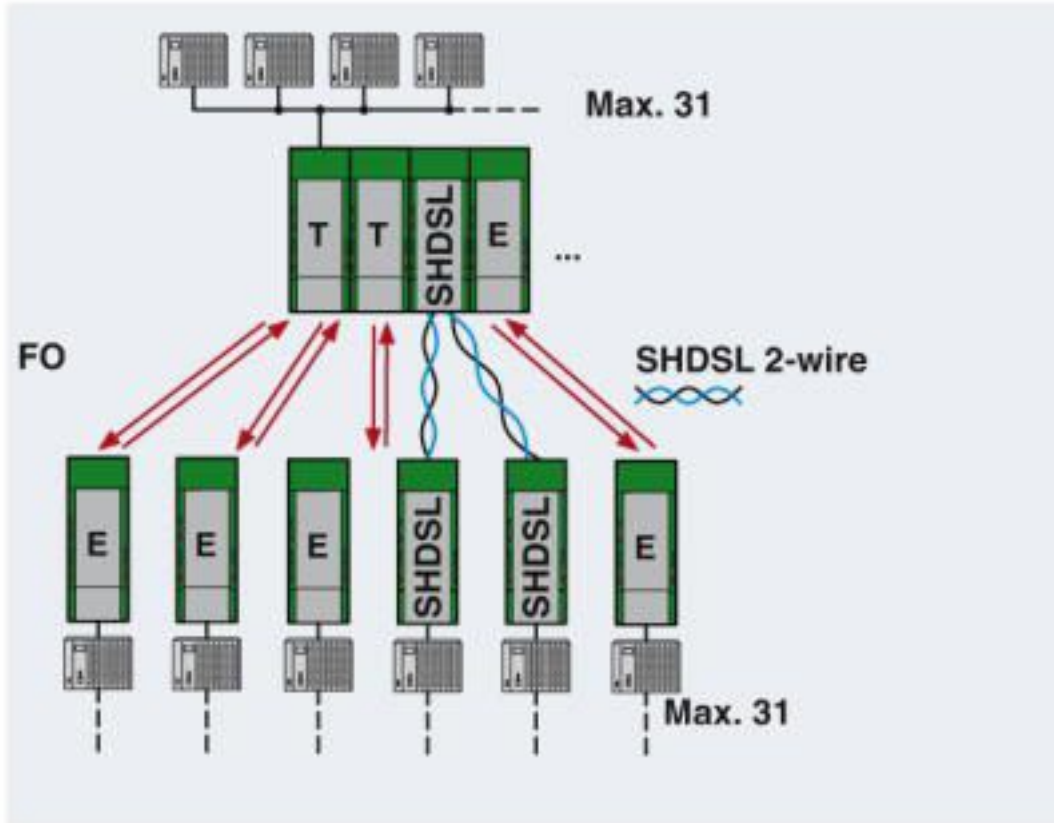 Max. 31
T T SHDSL E ...
FO
SHDSL 2-wire
E E E SHDSL SHDSL E
Max. 31